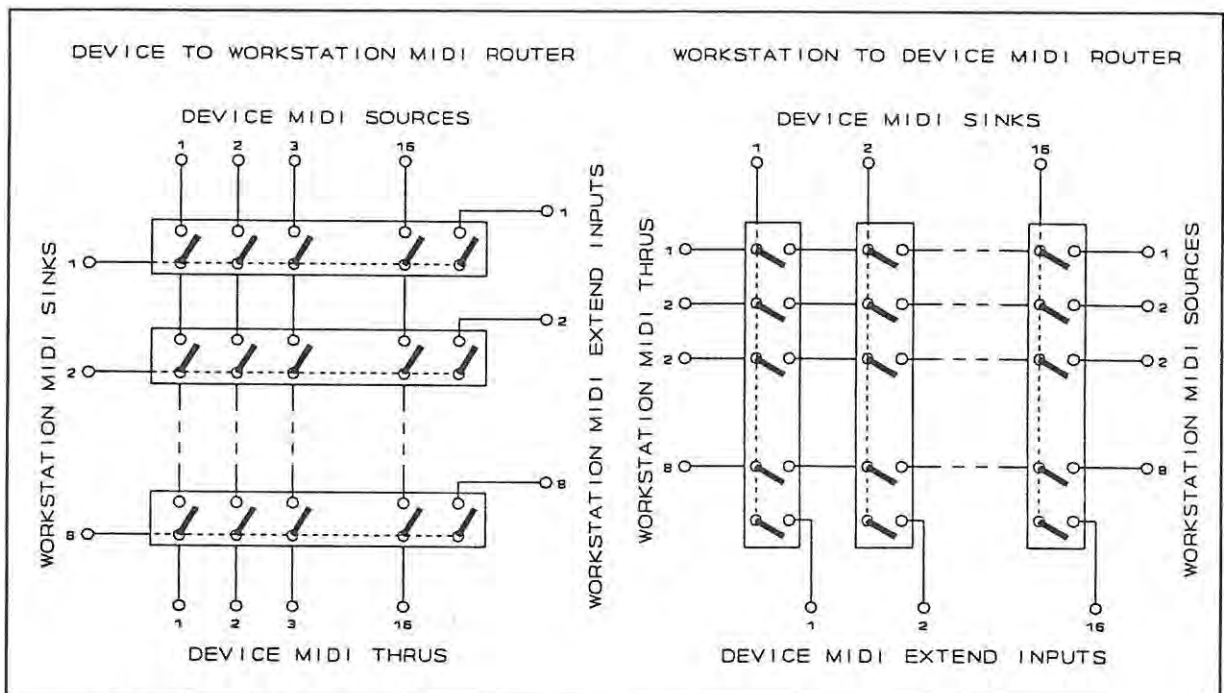 DEVICE TO WORKSTATION MIDI ROUTER
DEVICE MIDI SOURCES
1 2 3 16
WORKSTATION MIDI SINKS
1
2
8
WORKSTATION MIDI EXTEND INPUTS
1
2
8
1 2 3 16
DEVICE MIDI THRUS
WORKSTATION TO DEVICE MIDI ROUTER
DEVICE MIDI SINKS
1 2 16
WORKSTATION MIDI THRUS
1
2
2
8
WORKSTATION MIDI SOURCES
1
2
2
8
1 2 16
DEVICE MIDI EXTEND INPUTS